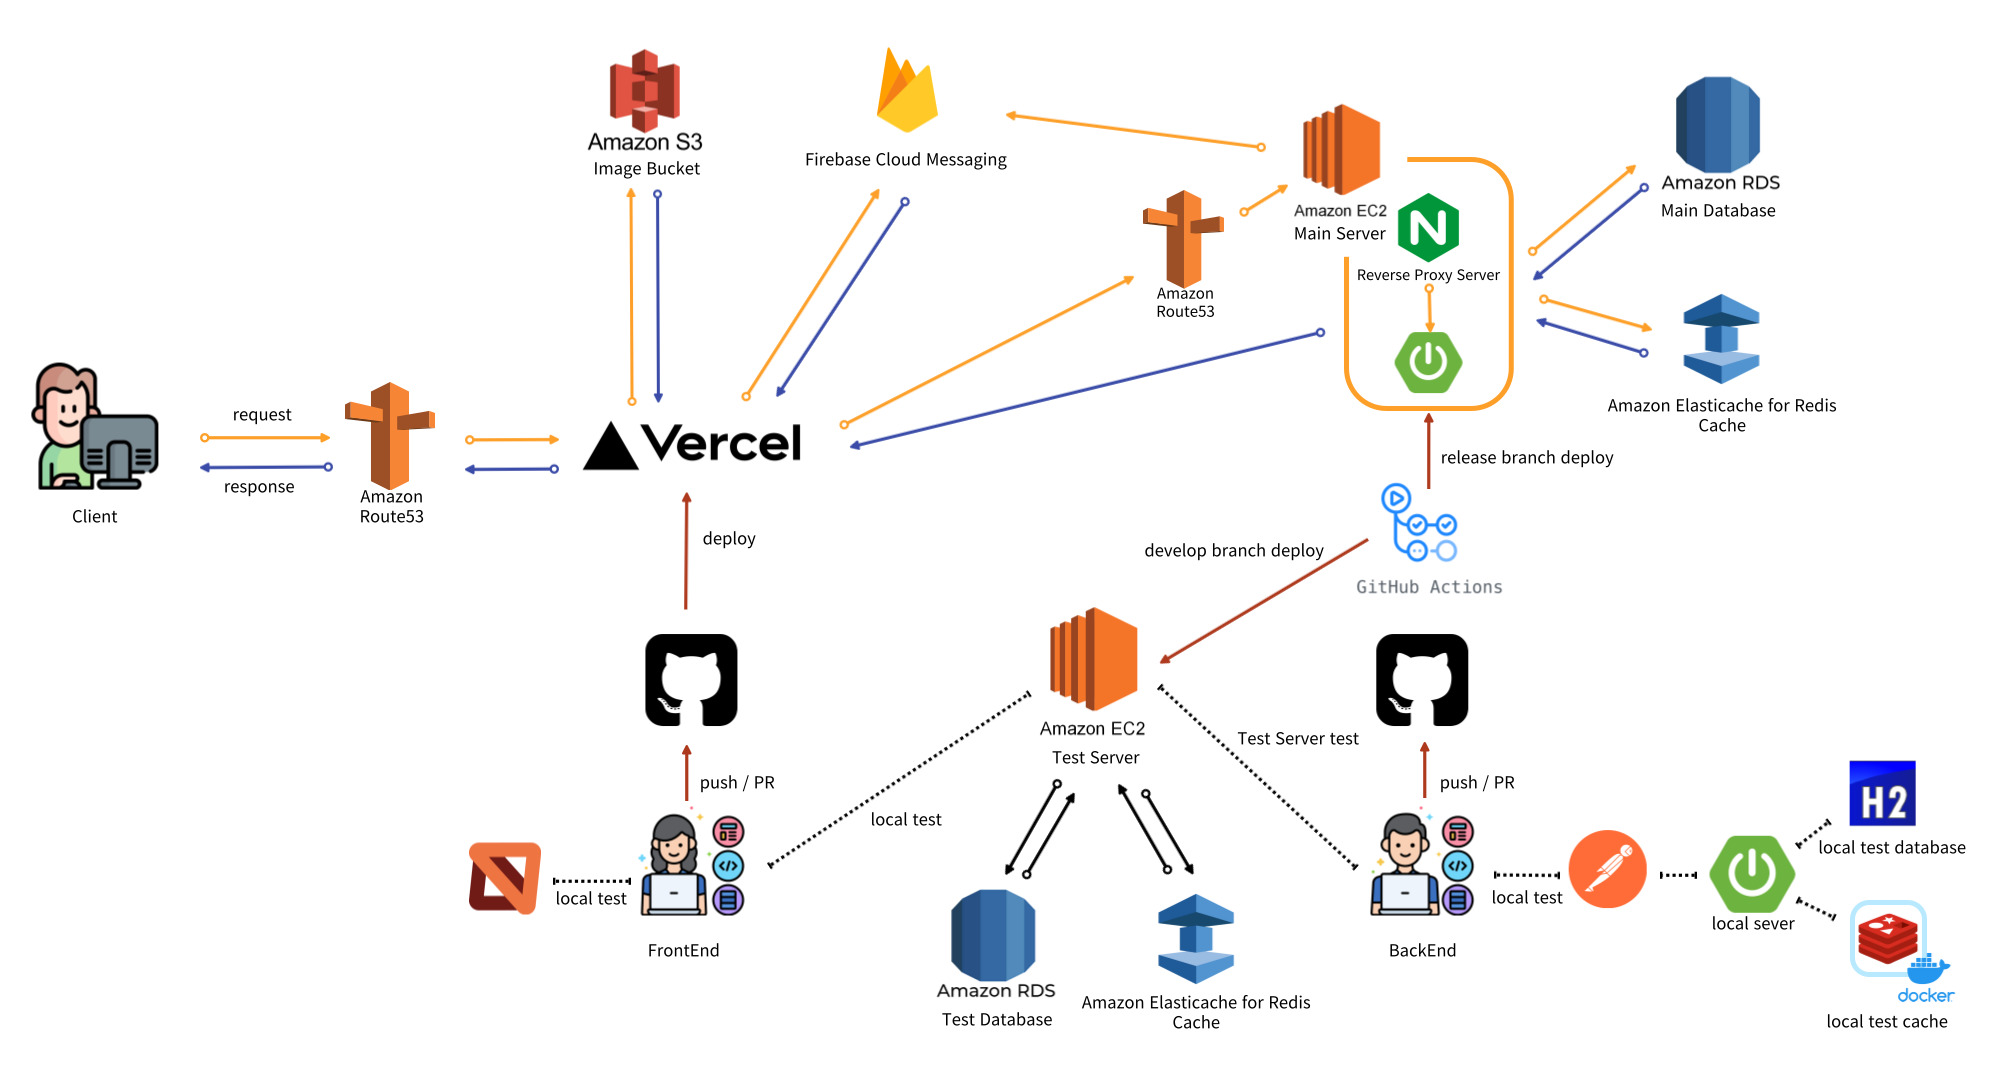 Amazon S3
Image Bucket
Firebase Cloud Messaging
Amazon EC2
Main Server
N
Reverse Proxy Server
Amazon RDS
Main Database
Amazon
Route53
Amazon Elasticache for Redis
Cache
request
response
Client
Amazon
Route53
Vercel
release branch deploy
deploy
develop branch deploy
GitHub Actions
Amazon EC2
Test Server
Test Server test
push / PR
push / PR
local test
local test
FrontEnd
local test
BackEnd
H2
local test database
local sever
docker
local test cache
Amazon RDS
Test Database
Amazon Elasticache for Redis
Cache